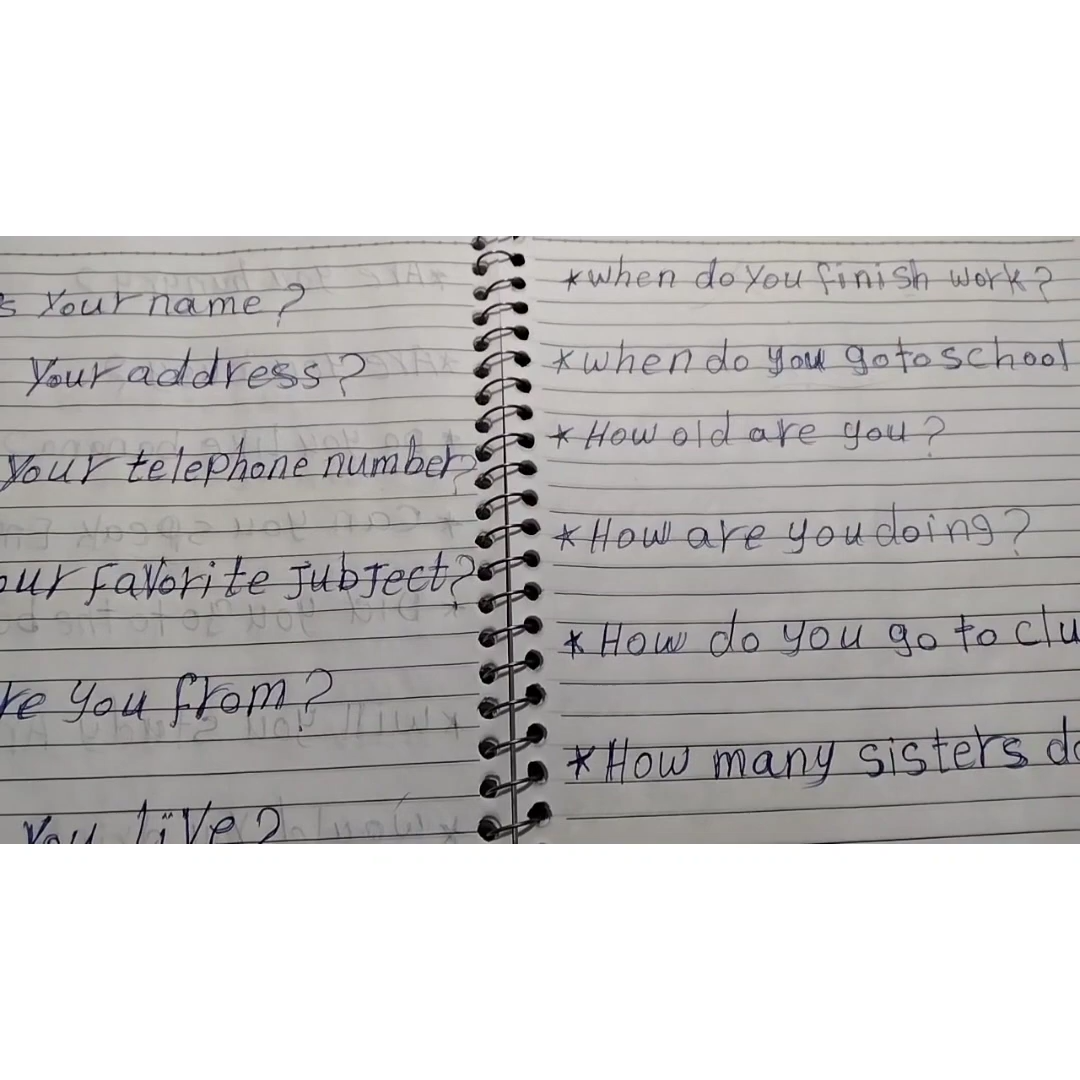 s Your name?
Your address?
your telephone number?
our favorite jubject?
re you from?
You live?
*when do you finish work?
*when do you go to school
*How old are you?
*How are you doing?
*How do you go to clu
*How many sisters do